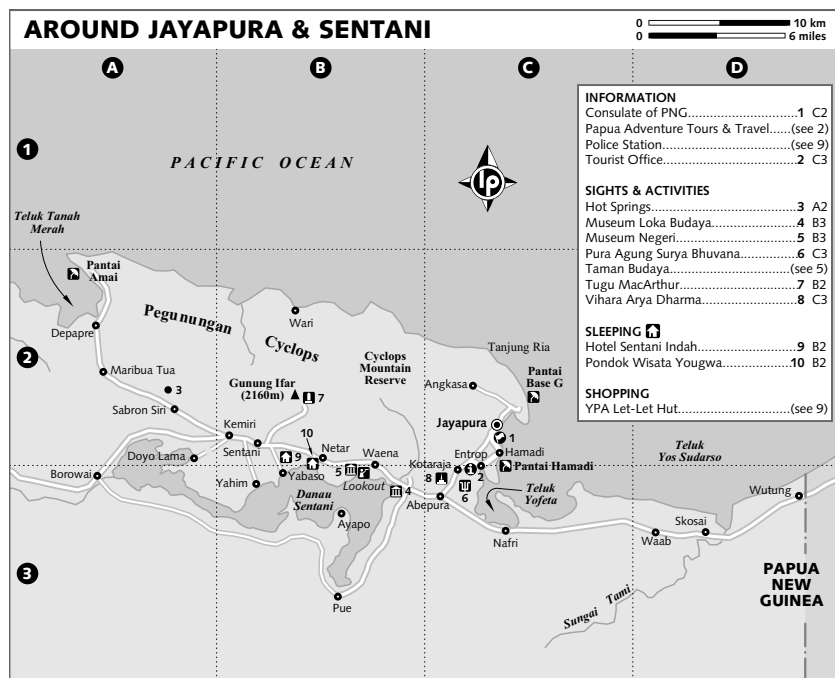 AROUND JAYAPURA & SENTANI
0 10 km
0 6 miles
A
B
C
D
1
2
3
INFORMATION
Consulate of PNG..............................1 C2
Papua Adventure Tours & Travel......(see 2)
Police Station..............................(see 9)
Tourist Office..............................2 C3
SIGHTS & ACTIVITIES
Hot Springs..............................3 A2
Museum Loka Budaya..............................4 B3
Museum Negeri..............................5 B3
Pura Agung Surya Bhuvana..............................6 C3
Taman Budaya..............................(see 5)
Tugu MacArthur..............................7 B2
Vihara Arya Dharma..............................8 C3
SLEEPING
Hotel Sentani Indah..............................9 B2
Pondok Wisata Yougwa..............................10 B2
SHOPPING
YPA Let-Let Hut..............................(see 9)
PACIFIC OCEAN
lp
Teluk Tanah
Merah
Pantai
Amai
Pegunungan
Cyclops
Wari
Depapre
Maribua Tua
3
Sabron Siri
Gunung Ifar
(2160m)
7
Cyclops
Mountain
Reserve
Tanjung Ria
Angkasa
Pantai
Base G
Jayapura
1
Hamadi
Entrop
Pantai Hamadi
2
Kotaraja
8
6
Abepura
Teluk
Yofeta
Teluk
Yos Sudarso
Kemiri
Sentani
10
9
Netar
Waena
Doyo Lama
Borowai
Yahim
Yabaso
5
Lookout
4
Danau
Sentani
Ayapo
Pue
Nafri
Waab
Skosai
Wutung
Sungai Tami
PAPUA
NEW
GUINEA